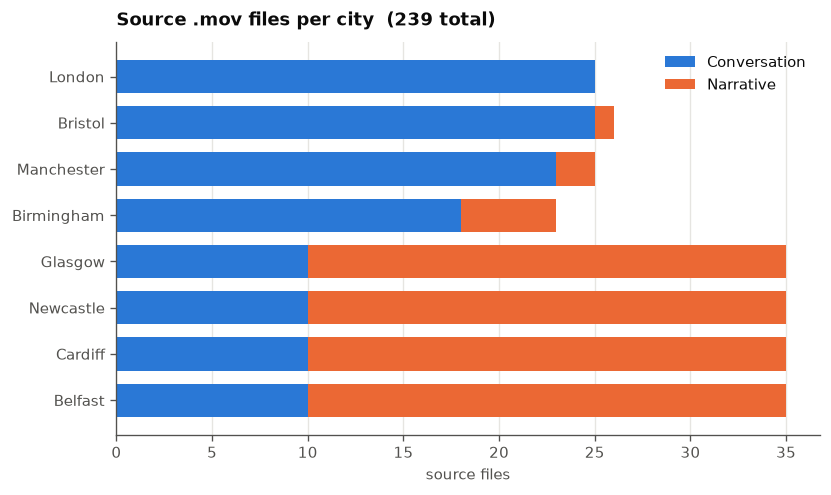 Source .mov files per city  (239 total)
Conversation
Narrative
London
Bristol
Manchester
Birmingham
Glasgow
Newcastle
Cardiff
Belfast
0 5 10 15 20 25 30 35
source files